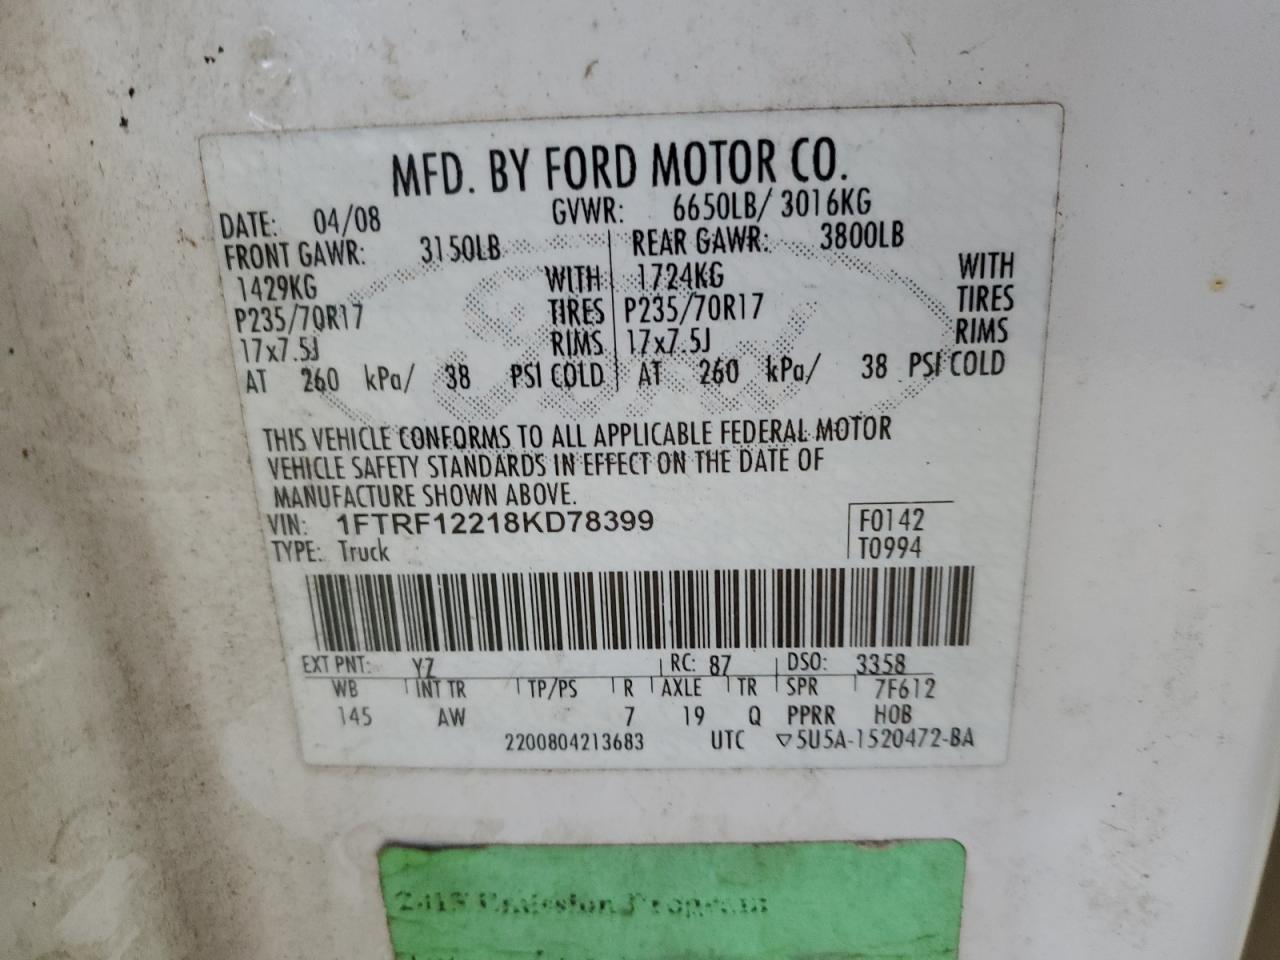 MFD. BY FORD MOTOR CO.
DATE: 04/08 GVWR: 6650LB/ 3016KG
FRONT GAWR: 3150LB REAR GAWR: 3800LB
1429KG WITH 1724KG WITH
P235/70R17 TIRES P235/70R17 TIRES
17x7.5J RIMS 17x7.5J RIMS
AT 260 kPa/ 38 PSI COLD AT 260 kPa/ 38 PSI COLD
THIS VEHICLE CONFORMS TO ALL APPLICABLE FEDERAL MOTOR
VEHICLE SAFETY STANDARDS IN EFFECT ON THE DATE OF
MANUFACTURE SHOWN ABOVE.
VIN: 1FTRF12218KD78399 F0142
TYPE: Truck T0994
EXT PNT: YZ RC: 87 DSO: 3358
WB INT TR TP/PS R AXLE TR SPR 7F612
145 AW 7 19 Q PPRR H0B
2200804213683 UTC ▽5U5A-1520472-BA
Emission Program